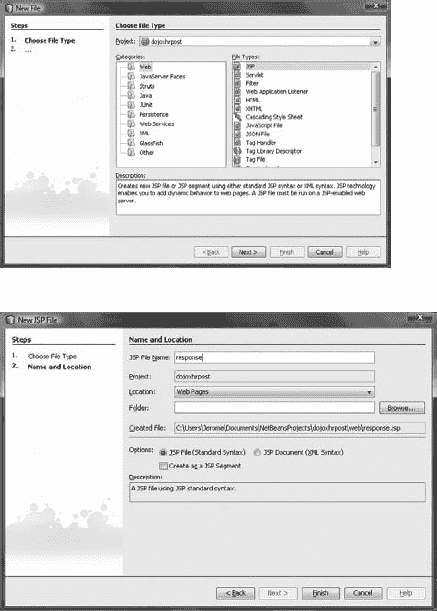 New File
Steps
1. Choose File Type
2. ...
Choose File Type
Project: dojoxhrpost
Categories:
Web
JavaServer Faces
Struts
Java
JUnit
Persistence
Web Services
XML
GlassFish
Other
File Types:
JSP
Servlet
Filter
Web Application Listener
HTML
XHTML
Cascading Style Sheet
JavaScript File
JSON File
Tag Handler
Tag Library Descriptor
Tag File
Description:
Creates new JSP file or JSP segment using either standard JSP syntax or XML syntax. JSP technology
enables you to add dynamic behavior to web pages. A JSP file must be run on a JSP-enabled web
server.
< Back Next > Finish Cancel Help
New JSP File
Steps
1. Choose File Type
2. Name and Location
Name and Location
JSP File Name: response
Project: dojoxhrpost
Location: Web Pages
Folder: Browse...
Created File: C:\Users\Jerome\Documents\NetBeansProjects\dojoxhrpost\web\response.jsp
Options: JSP File (Standard Syntax) JSP Document (XML Syntax)
Create as a JSP Segment
Description:
A JSP file using JSP standard syntax.
< Back Next > Finish Cancel Help